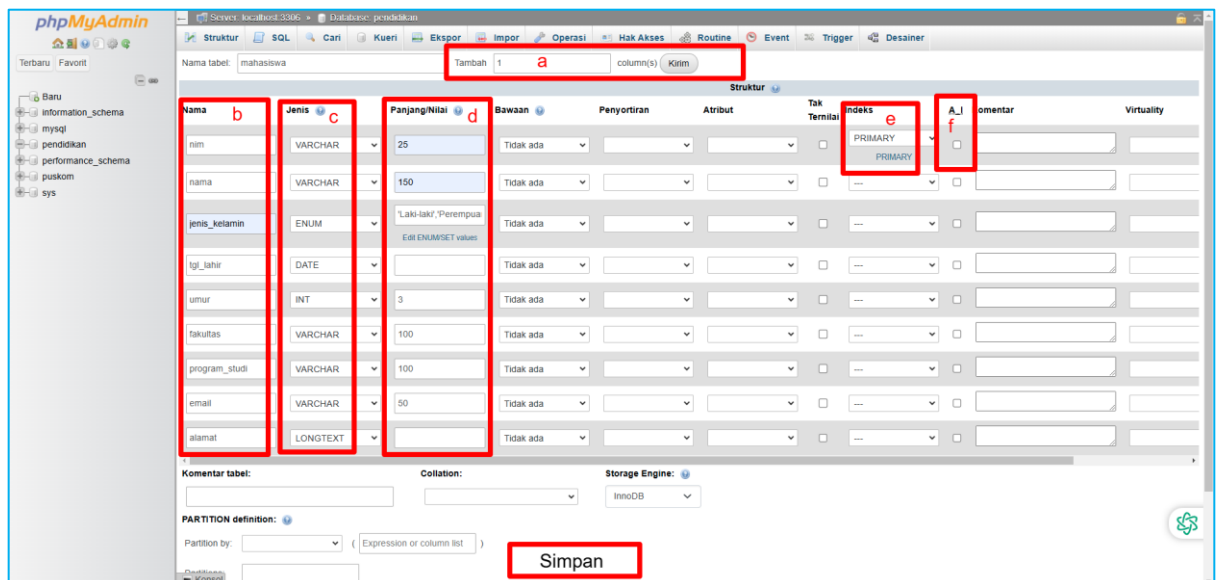 phpMyAdmin
Terbaru Favorit
Baru
information_schema
mysql
pendidikan
performance_schema
puskom
sys
Server: localhost:3306 » Database: pendidikan
Struktur SQL Cari Kueri Ekspor Impor Operasi Hak Akses Routine Event Trigger Desainer
Nama tabel: mahasiswa Tambah 1 a column(s) Kirim
Struktur
Nama b Jenis c Panjang/Nilai d Bawaan Penyortiran Atribut Tak Ternilai Indeks e A_I f Komentar Virtuality
nim VARCHAR 25 Tidak ada PRIMARY
PRIMARY
nama VARCHAR 150 Tidak ada ---
jenis_kelamin ENUM 'Laki-laki','Perempua Tidak ada ---
Edit ENUM/SET values
tgl_lahir DATE Tidak ada ---
umur INT 3 Tidak ada ---
fakultas VARCHAR 100 Tidak ada ---
program_studi VARCHAR 100 Tidak ada ---
email VARCHAR 50 Tidak ada ---
alamat LONGTEXT Tidak ada ---
Komentar tabel: Collation: Storage Engine:
InnoDB
PARTITION definition:
Partition by: ( Expression or column list )
Simpan
Partitions:
Konsol